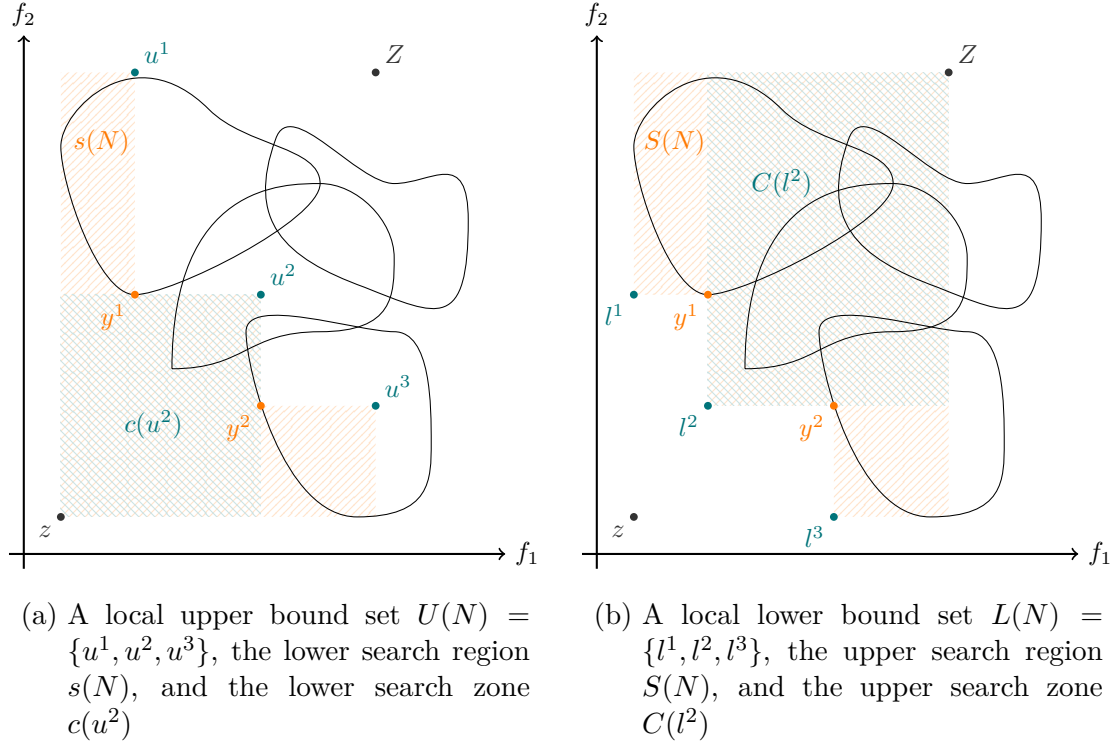 f₂
u¹
Z
s(N)
u²
y¹
u³
c(u²)
y²
z
f₁
f₂
Z
S(N)
C(l²)
l¹
y¹
l²
y²
z
l³
f₁
(a) A local upper bound set U(N) =
{u¹, u², u³}, the lower search region
s(N), and the lower search zone
c(u²)
(b) A local lower bound set L(N) =
{l¹, l², l³}, the upper search region
S(N), and the upper search zone
C(l²)